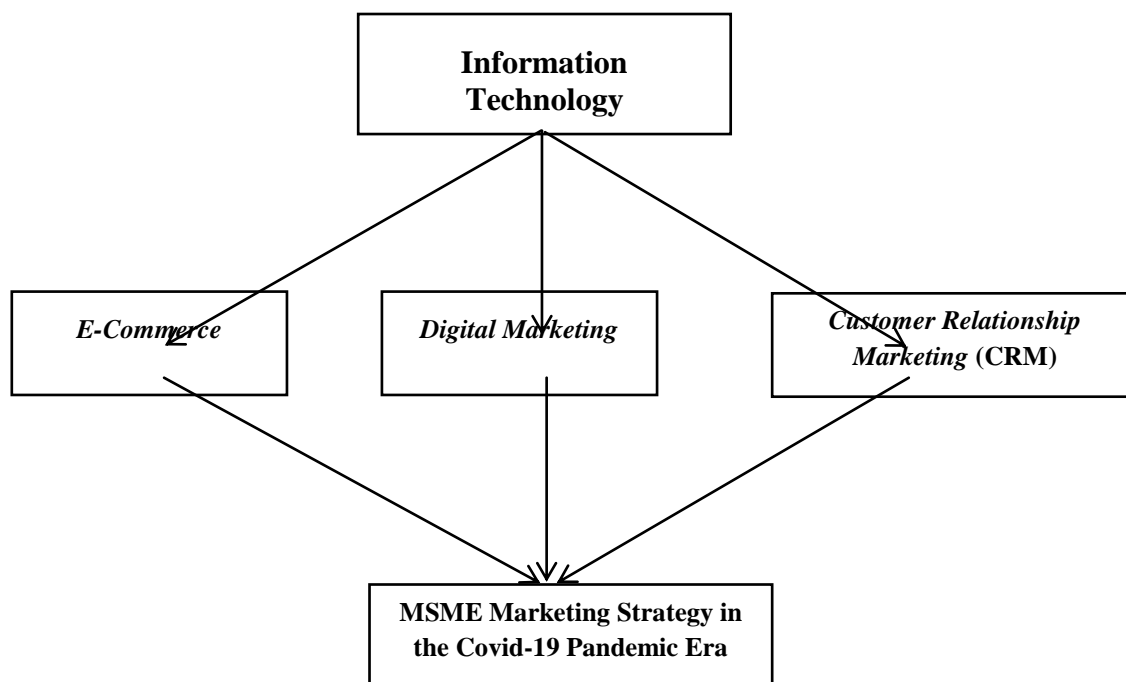 Information
Technology
E-Commerce
Digital Marketing
Customer Relationship
Marketing (CRM)
MSME Marketing Strategy in
the Covid-19 Pandemic Era